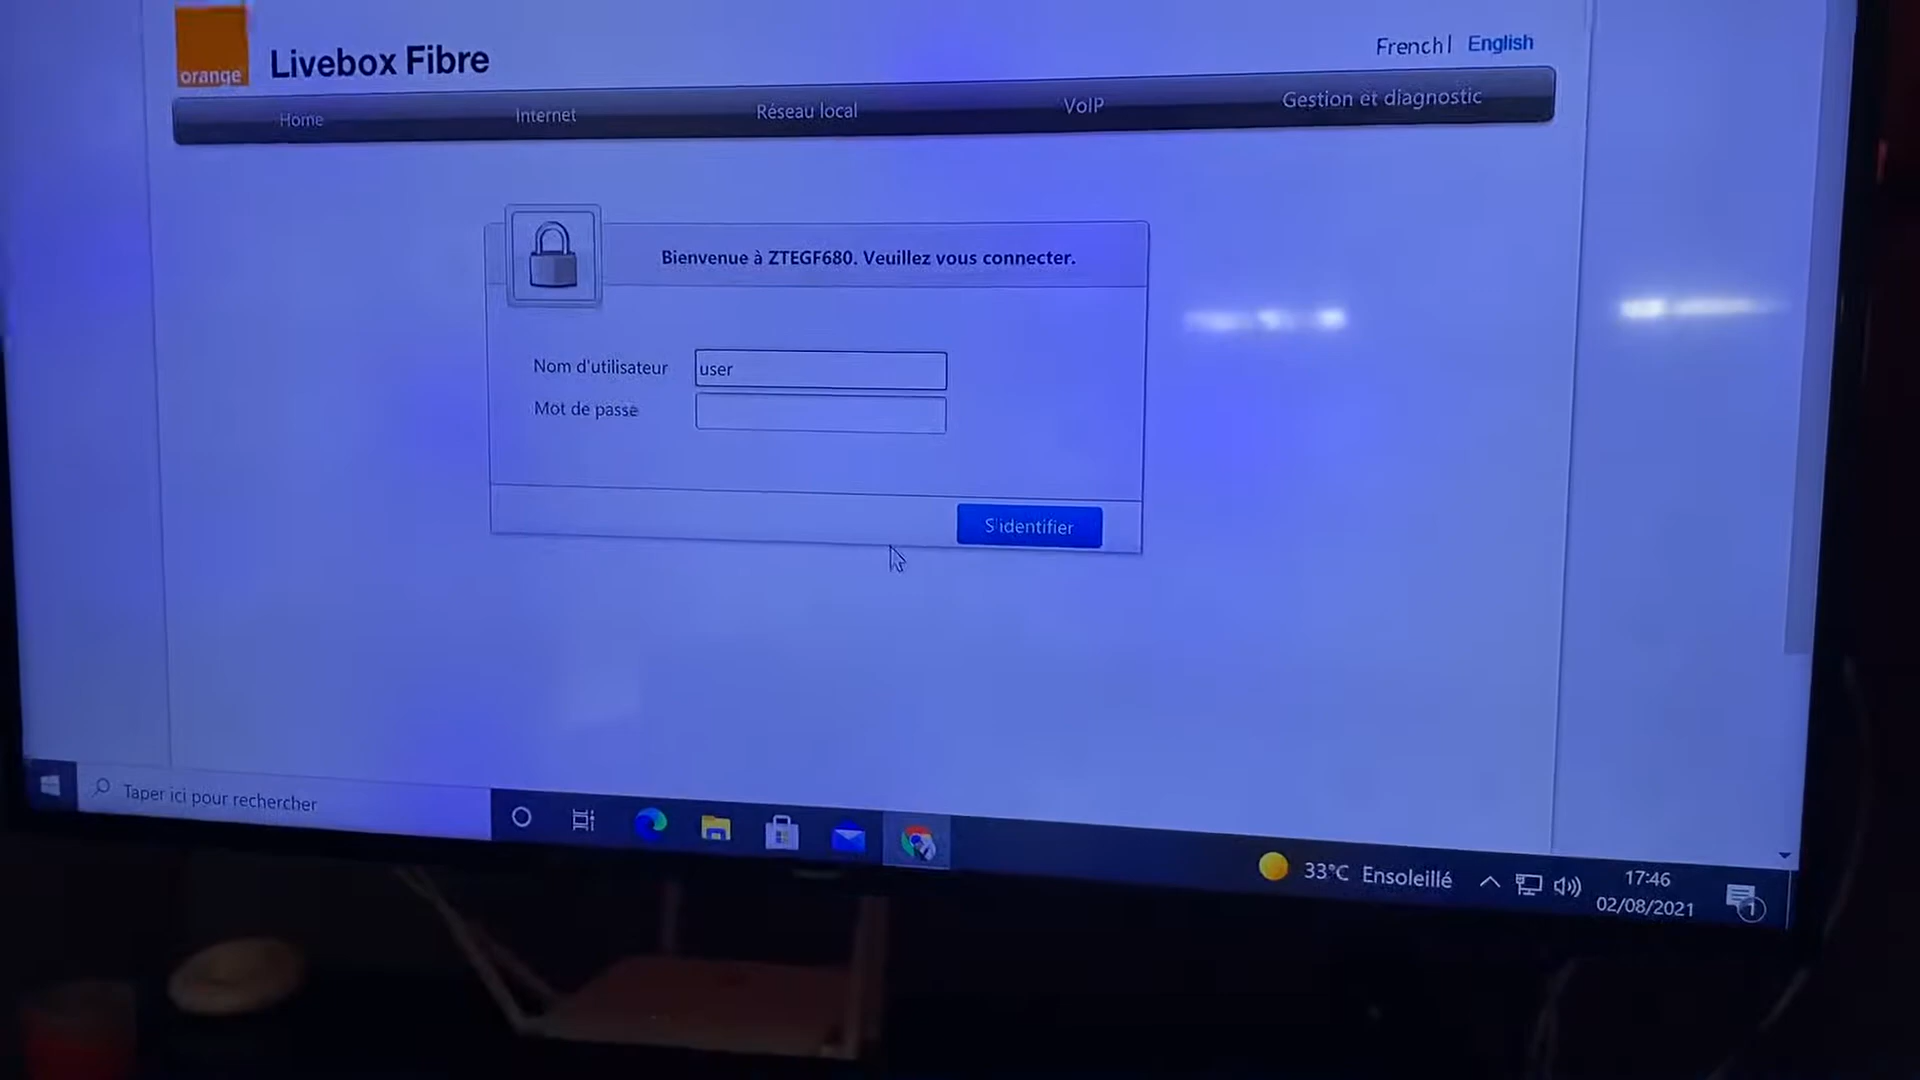 orange
Livebox Fibre
French| English
Home Internet Réseau local VoIP Gestion et diagnostic
Bienvenue à ZTEGF680. Veuillez vous connecter.
Nom d'utilisateur user
Mot de passe
S'identifier
Taper ici pour rechercher
33°C Ensoleillé
17:46
02/08/2021
1